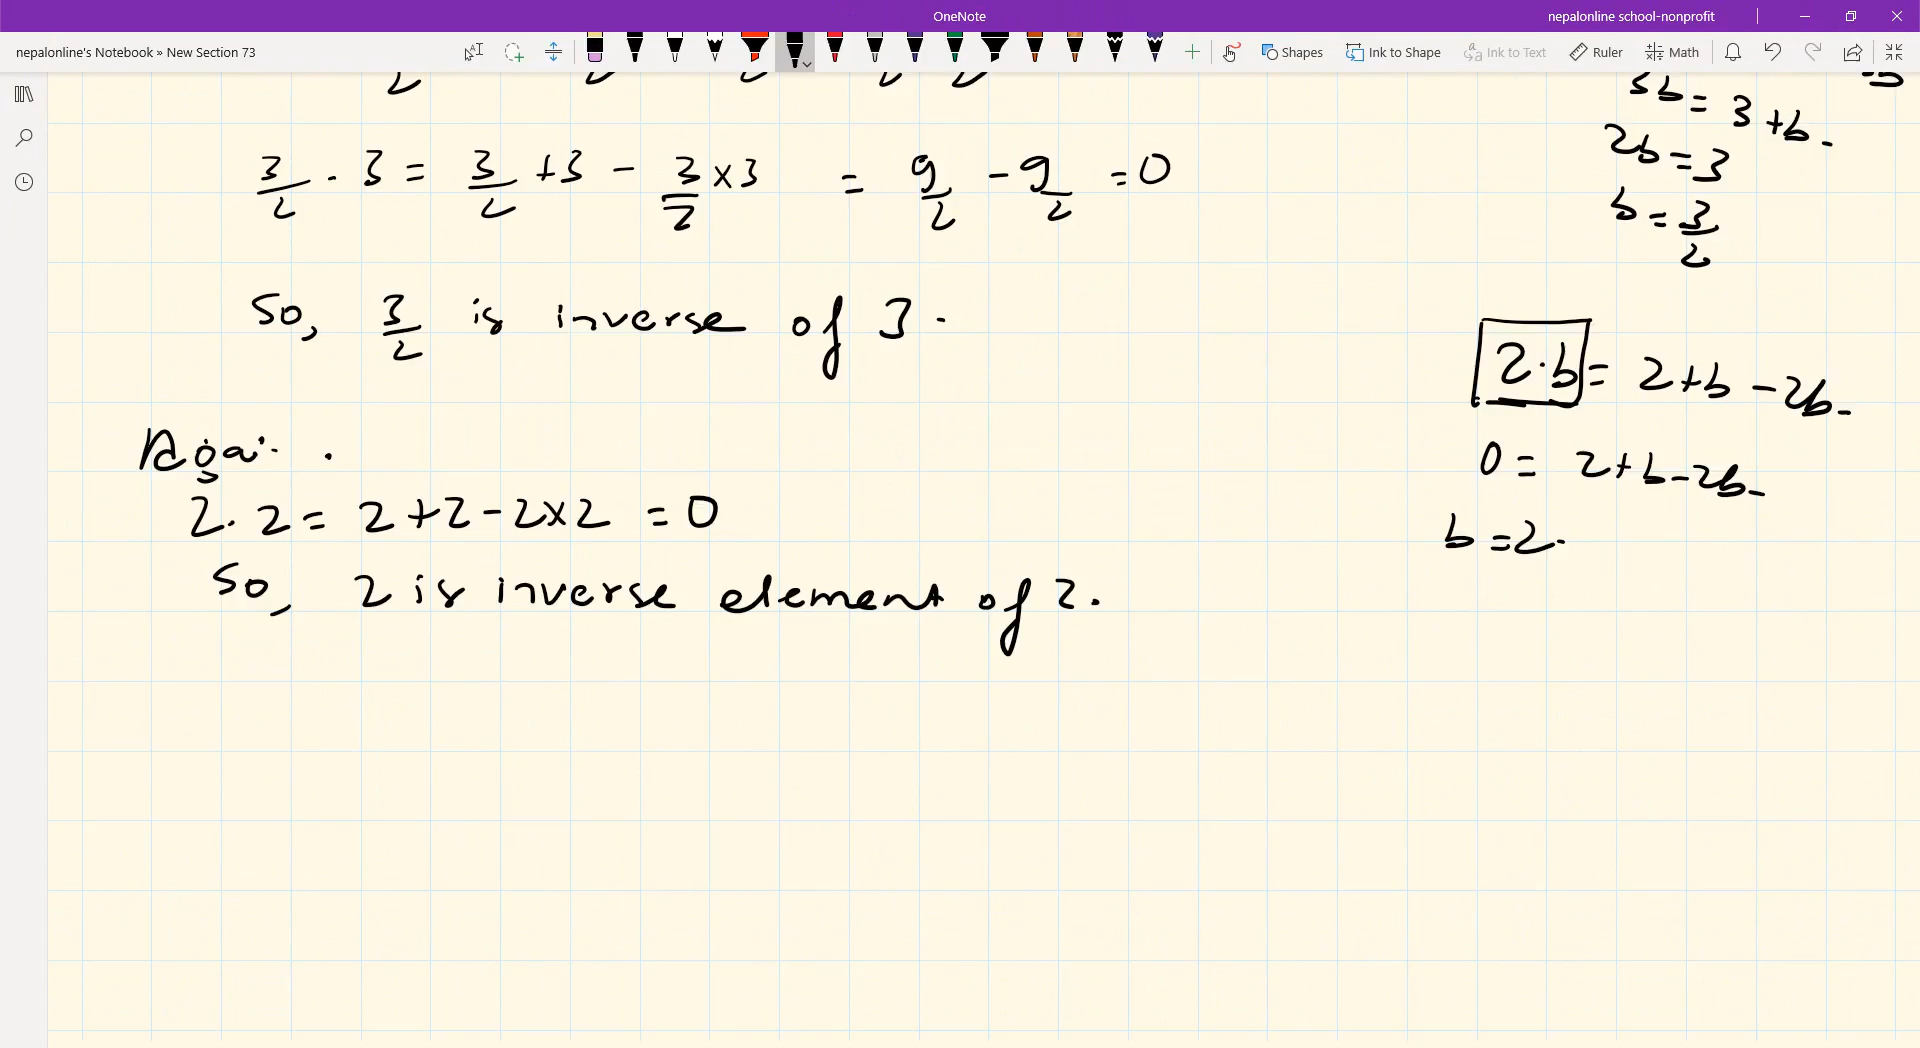 OneNote
nepalonline school-nonprofit
nepalonline's Notebook » New Section 73
Shapes
Ink to Shape
Ink to Text
Ruler
Math
3b = 3 + b.
2b = 3
b = 3/2
3/2 · 3 = 3/2 + 3 - 3/2 × 3 = 9/2 - 9/2 = 0
So, 3/2 is inverse of 3.
2·b = 2+b - 2b.
0 = 2+b-2b.
b = 2.
Agai.
2. 2 = 2+2-2×2 = 0
So, 2 is inverse element of 2.